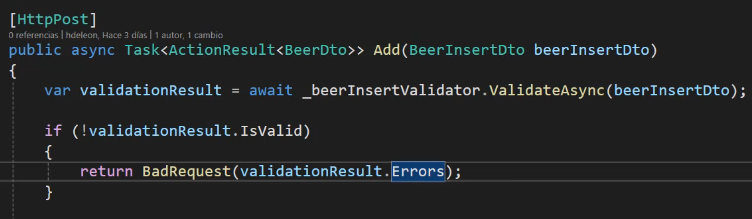 [HttpPost]
0 referencias | hdeleon, Hace 3 días | 1 autor, 1 cambio
public async Task<ActionResult<BeerDto>> Add(BeerInsertDto beerInsertDto)
{
var validationResult = await _beerInsertValidator.ValidateAsync(beerInsertDto);
if (!validationResult.IsValid)
{
return BadRequest(validationResult.Errors);
}